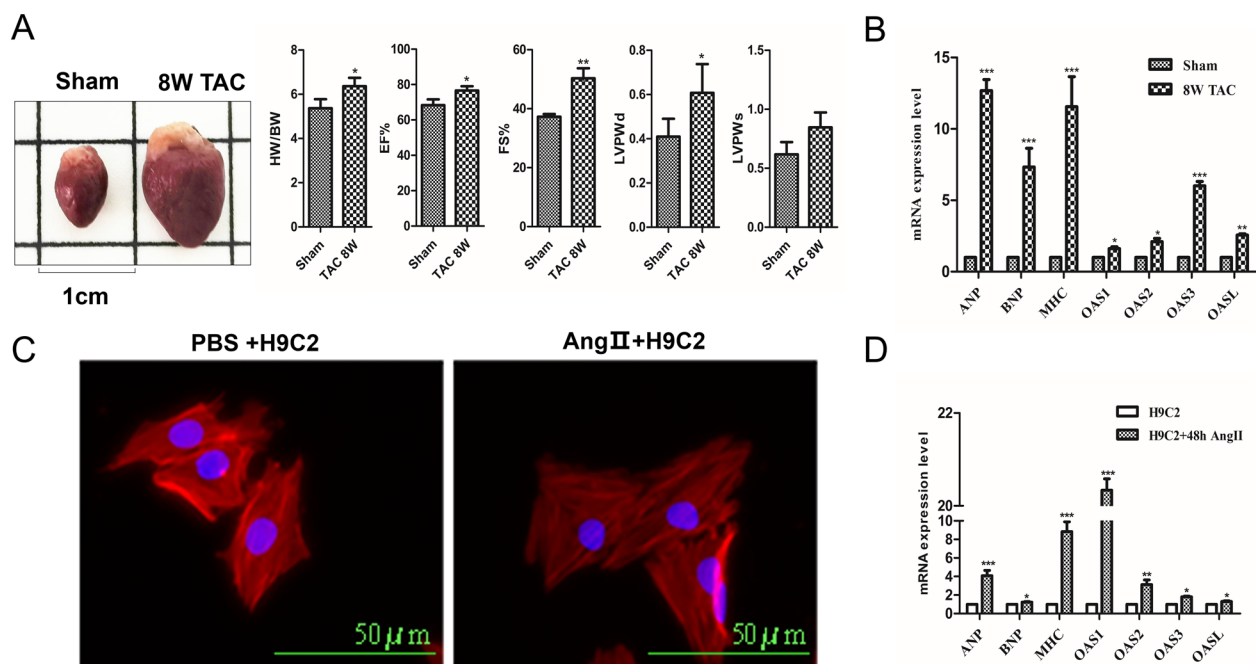 A
Sham 8W TAC
1cm
HW/BW
8
6
4
2
0
*
Sham
TAC 8W
EF%
100
80
60
40
20
0
*
Sham
TAC 8W
FS%
60
40
20
0
**
Sham
TAC 8W
LVPWd
0.8
0.6
0.4
0.2
0.0
*
Sham
TAC 8W
LVPWs
1.5
1.0
0.5
0.0
Sham
TAC 8W
B
Sham
8W TAC
mRNA expression level
15
10
5
0
*** *** *** * * *** **
ANP BNP MHC OAS1 OAS2 OAS3 OASL
C
PBS +H9C2
50μm
AngⅡ+H9C2
50μm
D
H9C2
H9C2+48h AngII
mRNA expression level
22
20
10
8
6
4
2
0
*** * *** *** ** * *
ANP BNP MHC OAS1 OAS2 OAS3 OASL